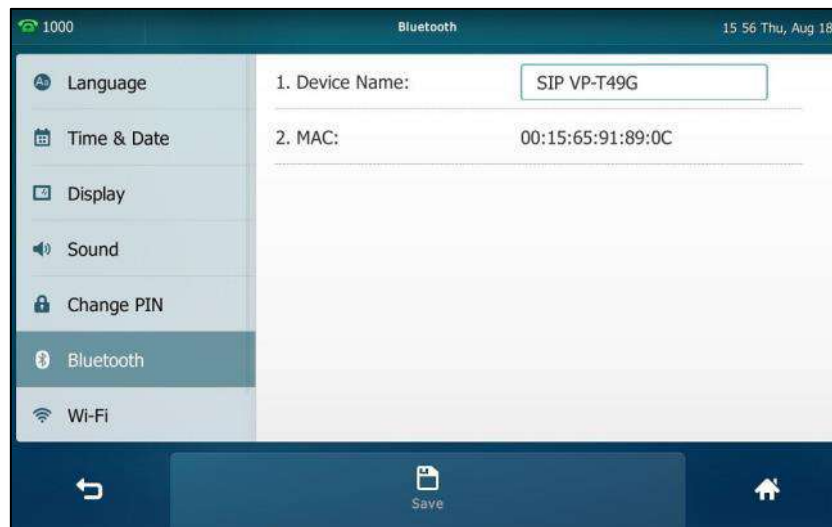 1000 Bluetooth 15 56 Thu, Aug 18
Language
Time & Date
Display
Sound
Change PIN
Bluetooth
Wi-Fi
1. Device Name: SIP VP-T49G
2. MAC: 00:15:65:91:89:0C
Save